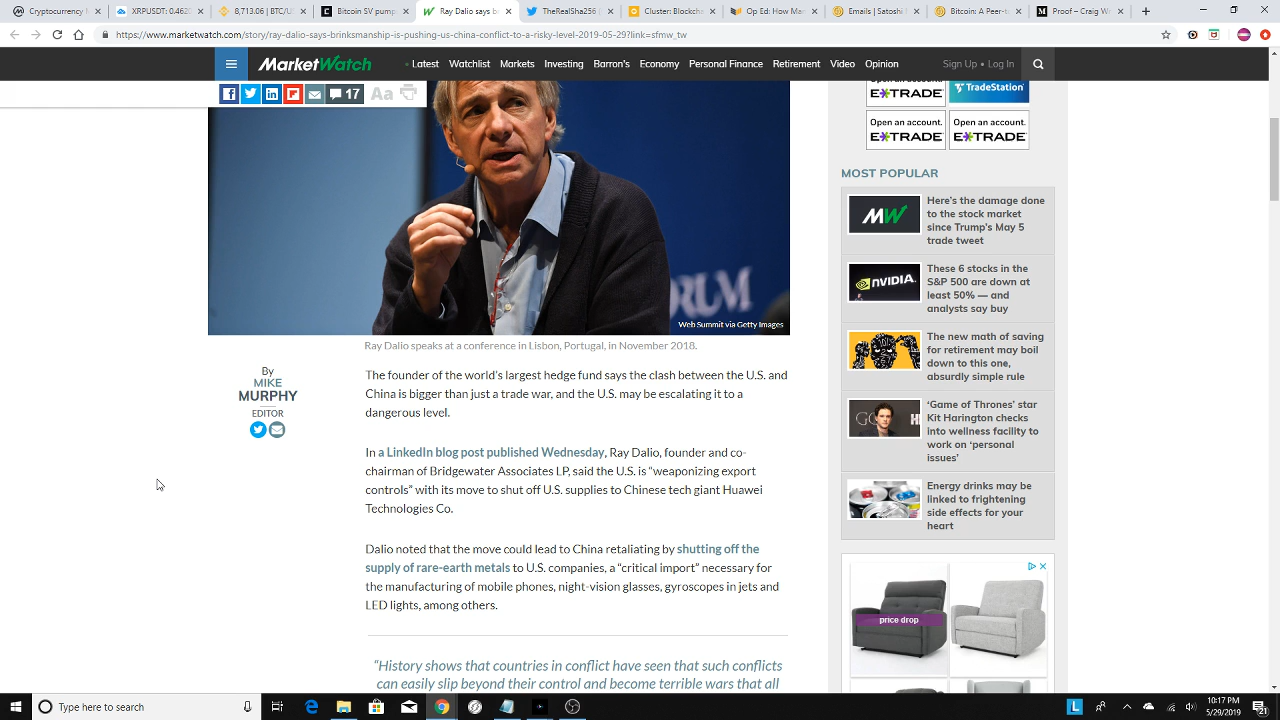 Cryptocurrency
XRPUSDT: 0.4620
8,713.06 | BTC/US
Bitcoin SV pump
Ray Dalio says b
TheRealSha256
Cluster: Blockcha
Op Ed: How Man
Emails | Satoshi
Bitcoin: A Peer-t
Proof – Craig W
https://www.marketwatch.com/story/ray-dalio-says-brinksmanship-is-pushing-us-china-conflict-to-a-risky-level-2019-05-29?link=sfmw_tw
MarketWatch
Latest Watchlist Markets Investing Barron's Economy Personal Finance Retirement Video Opinion
Sign Up • Log In
17
Aa
Open an account.
E*TRADE
TradeStation
Open an account.
E*TRADE
Open an account.
E*TRADE
MOST POPULAR
MW
Here's the damage done
to the stock market
since Trump's May 5
trade tweet
NVIDIA
These 6 stocks in the
S&P 500 are down at
least 50% — and
analysts say buy
The new math of saving
for retirement may boil
down to this one,
absurdly simple rule
'Game of Thrones' star
Kit Harington checks
into wellness facility to
work on 'personal
issues'
Energy drinks may be
linked to frightening
side effects for your
heart
price drop
Web Summit via Getty Images
Ray Dalio speaks at a conference in Lisbon, Portugal, in November 2018.
By
MIKE
MURPHY
EDITOR
The founder of the world's largest hedge fund says the clash between the U.S. and
China is bigger than just a trade war, and the U.S. may be escalating it to a
dangerous level.
In a LinkedIn blog post published Wednesday, Ray Dalio, founder and co-
chairman of Bridgewater Associates LP, said the U.S. is “weaponizing export
controls” with its move to shut off U.S. supplies to Chinese tech giant Huawei
Technologies Co.
Dalio noted that the move could lead to China retaliating by shutting off the
supply of rare-earth metals to U.S. companies, a “critical import” necessary for
the manufacturing of mobile phones, night-vision glasses, gyroscopes in jets and
LED lights, among others.
“History shows that countries in conflict have seen that such conflicts
can easily slip beyond their control and become terrible wars that all
Type here to search
10:17 PM
5/29/2019
21